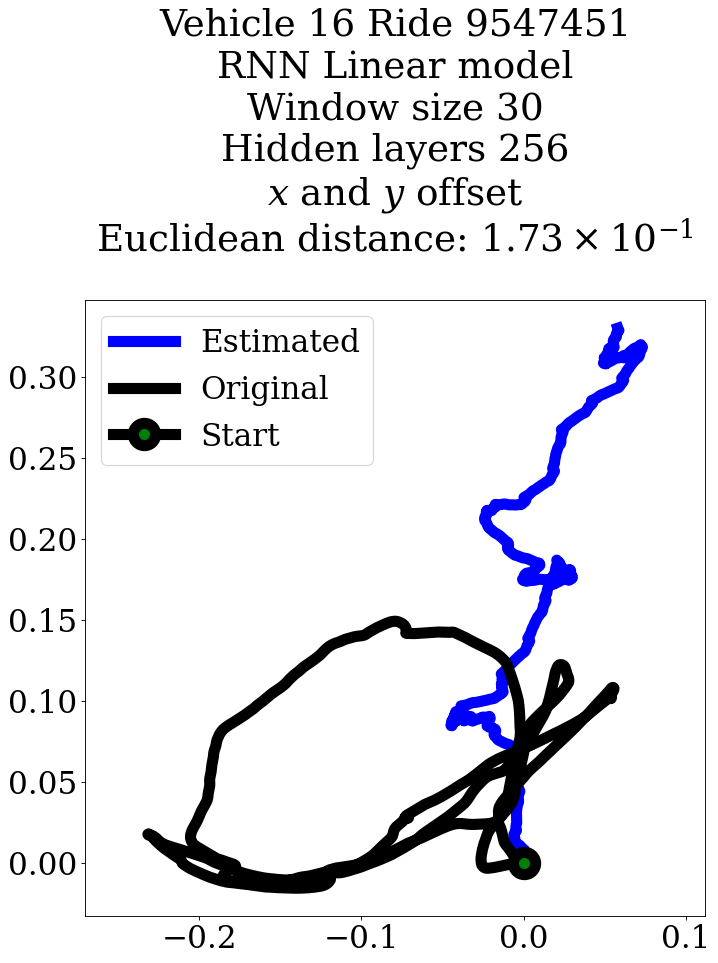 Vehicle 16 Ride 9547451
RNN Linear model
Window size 30
Hidden layers 256
x and y offset
Euclidean distance: 1.73 × 10⁻¹
Estimated
Original
Start
0.30
0.25
0.20
0.15
0.10
0.05
0.00
−0.2 −0.1 0.0 0.1